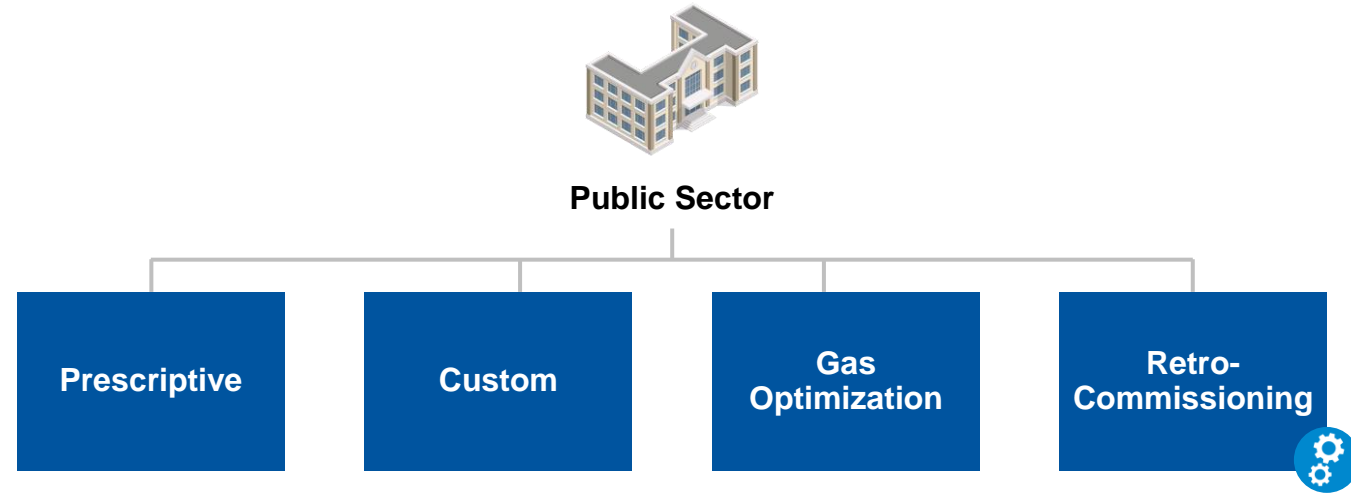 Public Sector
Prescriptive
Custom
Gas
Optimization
Retro-
Commissioning